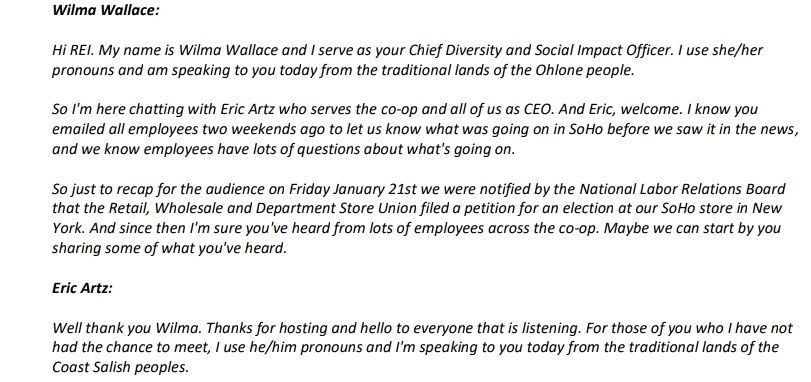 Wilma Wallace:
Hi REI. My name is Wilma Wallace and I serve as your Chief Diversity and Social Impact Officer. I use she/her
pronouns and am speaking to you today from the traditional lands of the Ohlone people.
So I'm here chatting with Eric Artz who serves the co-op and all of us as CEO. And Eric, welcome. I know you
emailed all employees two weekends ago to let us know what was going on in SoHo before we saw it in the news,
and we know employees have lots of questions about what's going on.
So just to recap for the audience on Friday January 21st we were notified by the National Labor Relations Board
that the Retail, Wholesale and Department Store Union filed a petition for an election at our SoHo store in New
York. And since then I'm sure you've heard from lots of employees across the co-op. Maybe we can start by you
sharing some of what you've heard.
Eric Artz:
Well thank you Wilma. Thanks for hosting and hello to everyone that is listening. For those of you who I have not
had the chance to meet, I use he/him pronouns and I'm speaking to you today from the traditional lands of the
Coast Salish peoples.